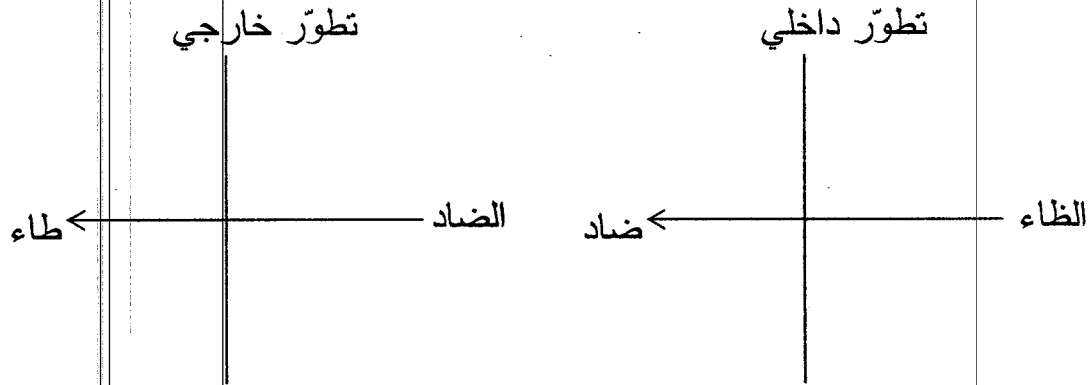 تطوّر داخلي
تطوّر خارجي
الظاء
ضاد
الضاد
طاء